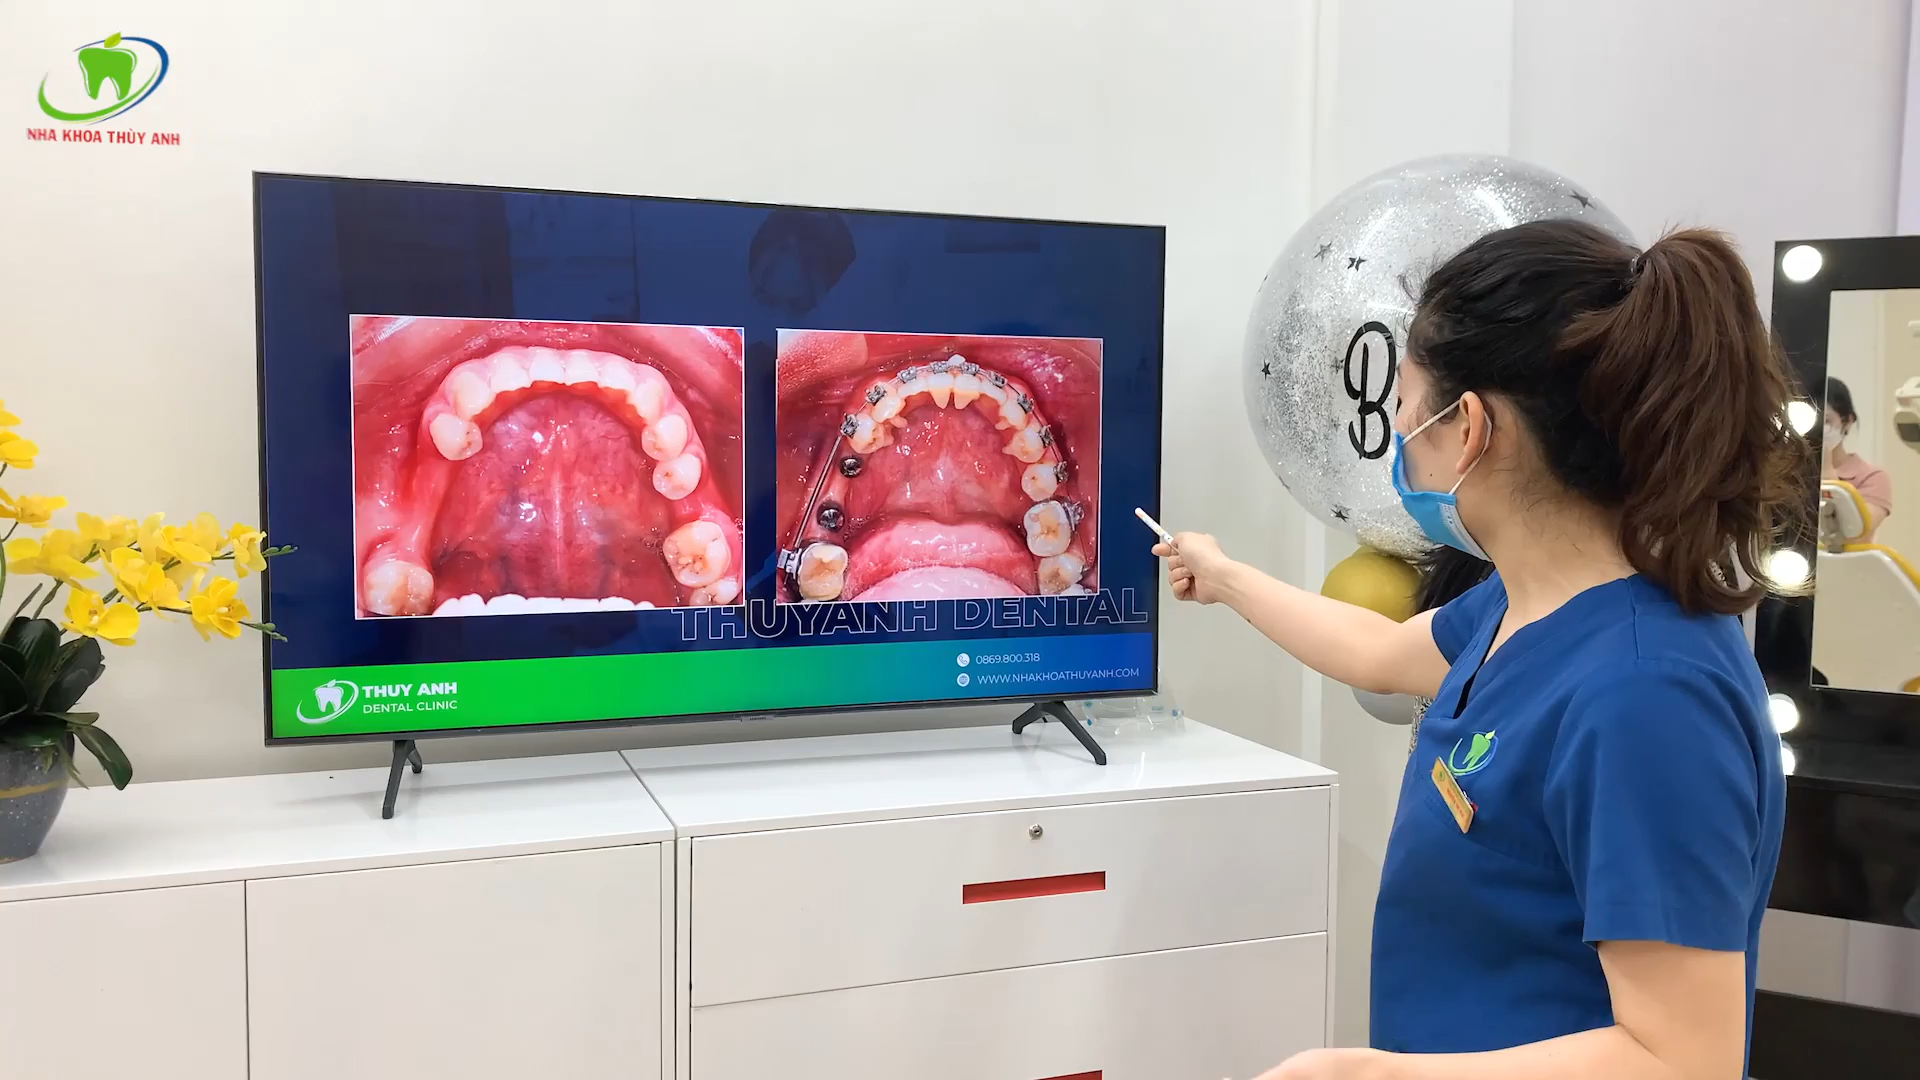 NHA KHOA THÙY ANH
B
THUYANH DENTAL
THUY ANH
DENTAL CLINIC
0869.800.318
WWW.NHAKHOATHUYANH.COM